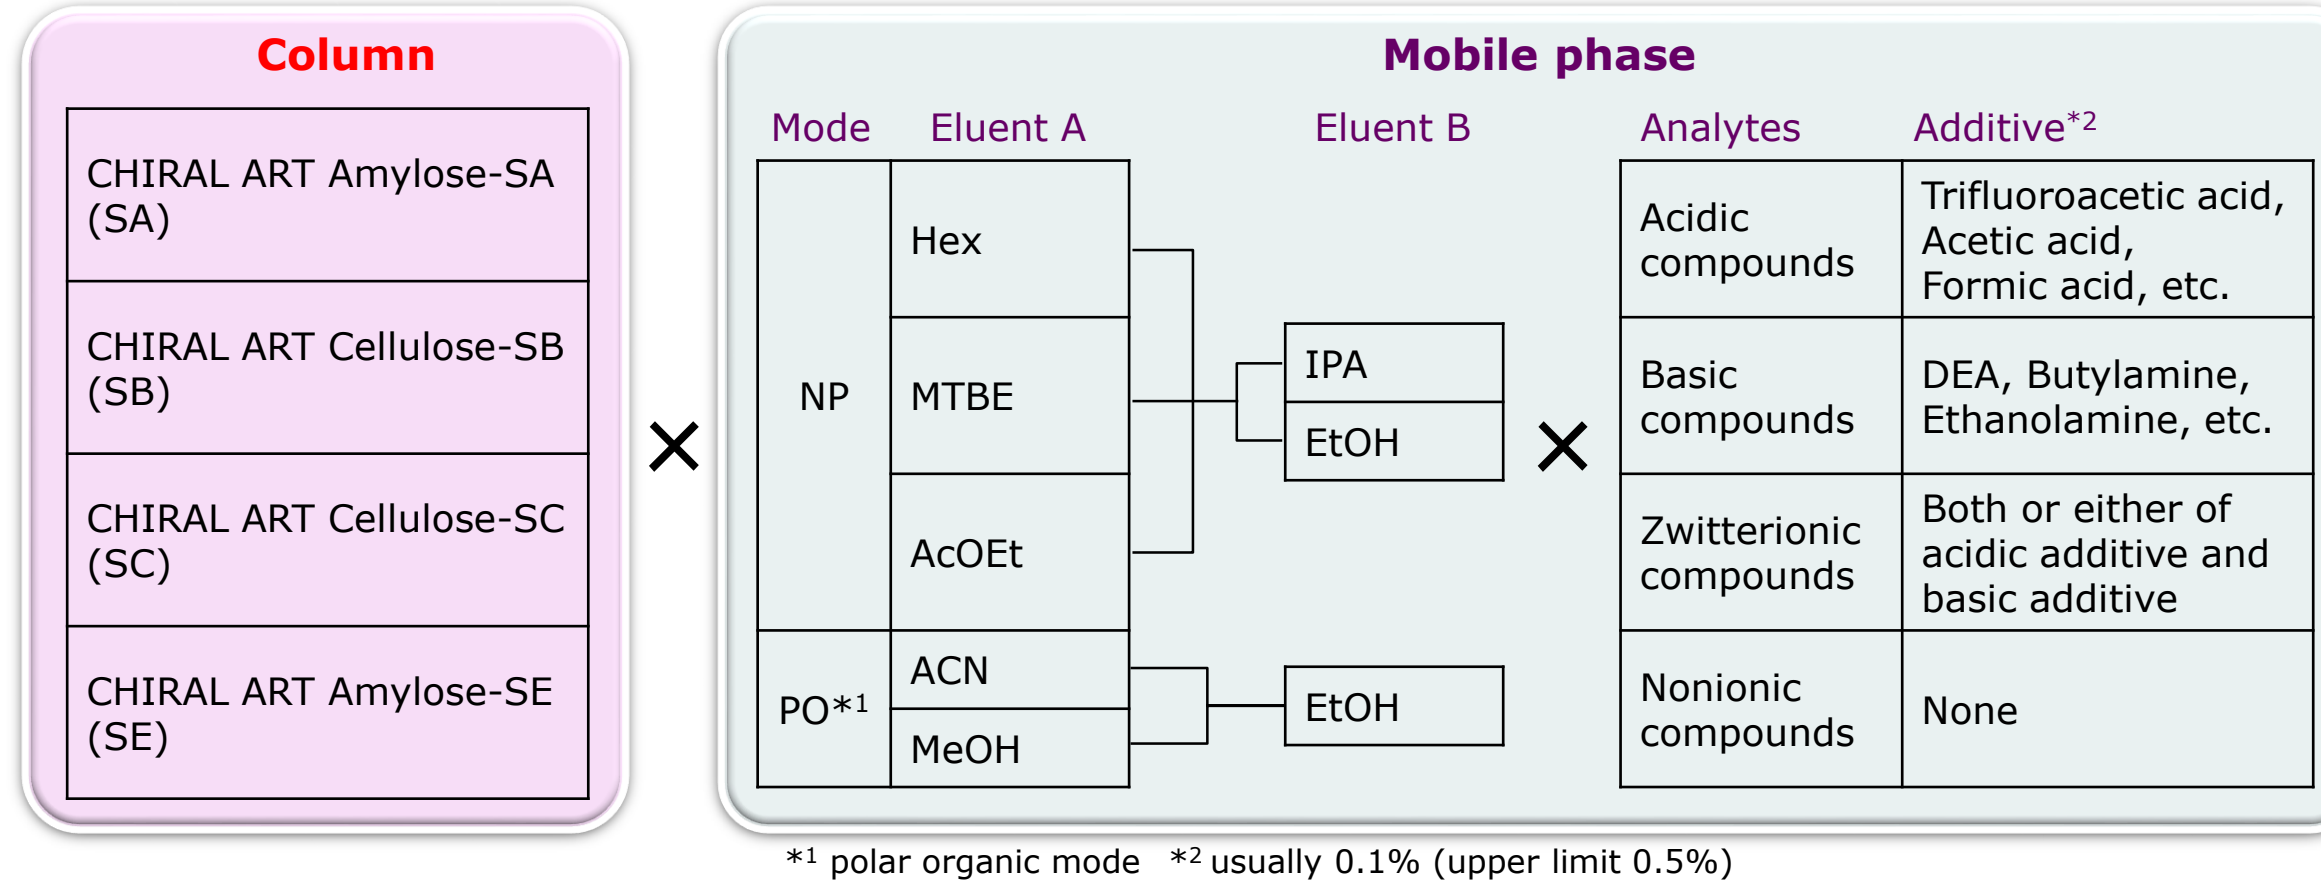 Column
CHIRAL ART Amylose-SA
(SA)
CHIRAL ART Cellulose-SB
(SB)
CHIRAL ART Cellulose-SC
(SC)
CHIRAL ART Amylose-SE
(SE)
×
Mobile phase
Mode Eluent A Eluent B Analytes Additive*2
NP
Hex
MTBE
AcOEt
IPA
EtOH
PO*1
ACN
MeOH
EtOH
×
Acidic
compounds
Trifluoroacetic acid,
Acetic acid,
Formic acid, etc.
Basic
compounds
DEA, Butylamine,
Ethanolamine, etc.
Zwitterionic
compounds
Both or either of
acidic additive and
basic additive
Nonionic
compounds
None
*1 polar organic mode *2 usually 0.1% (upper limit 0.5%)